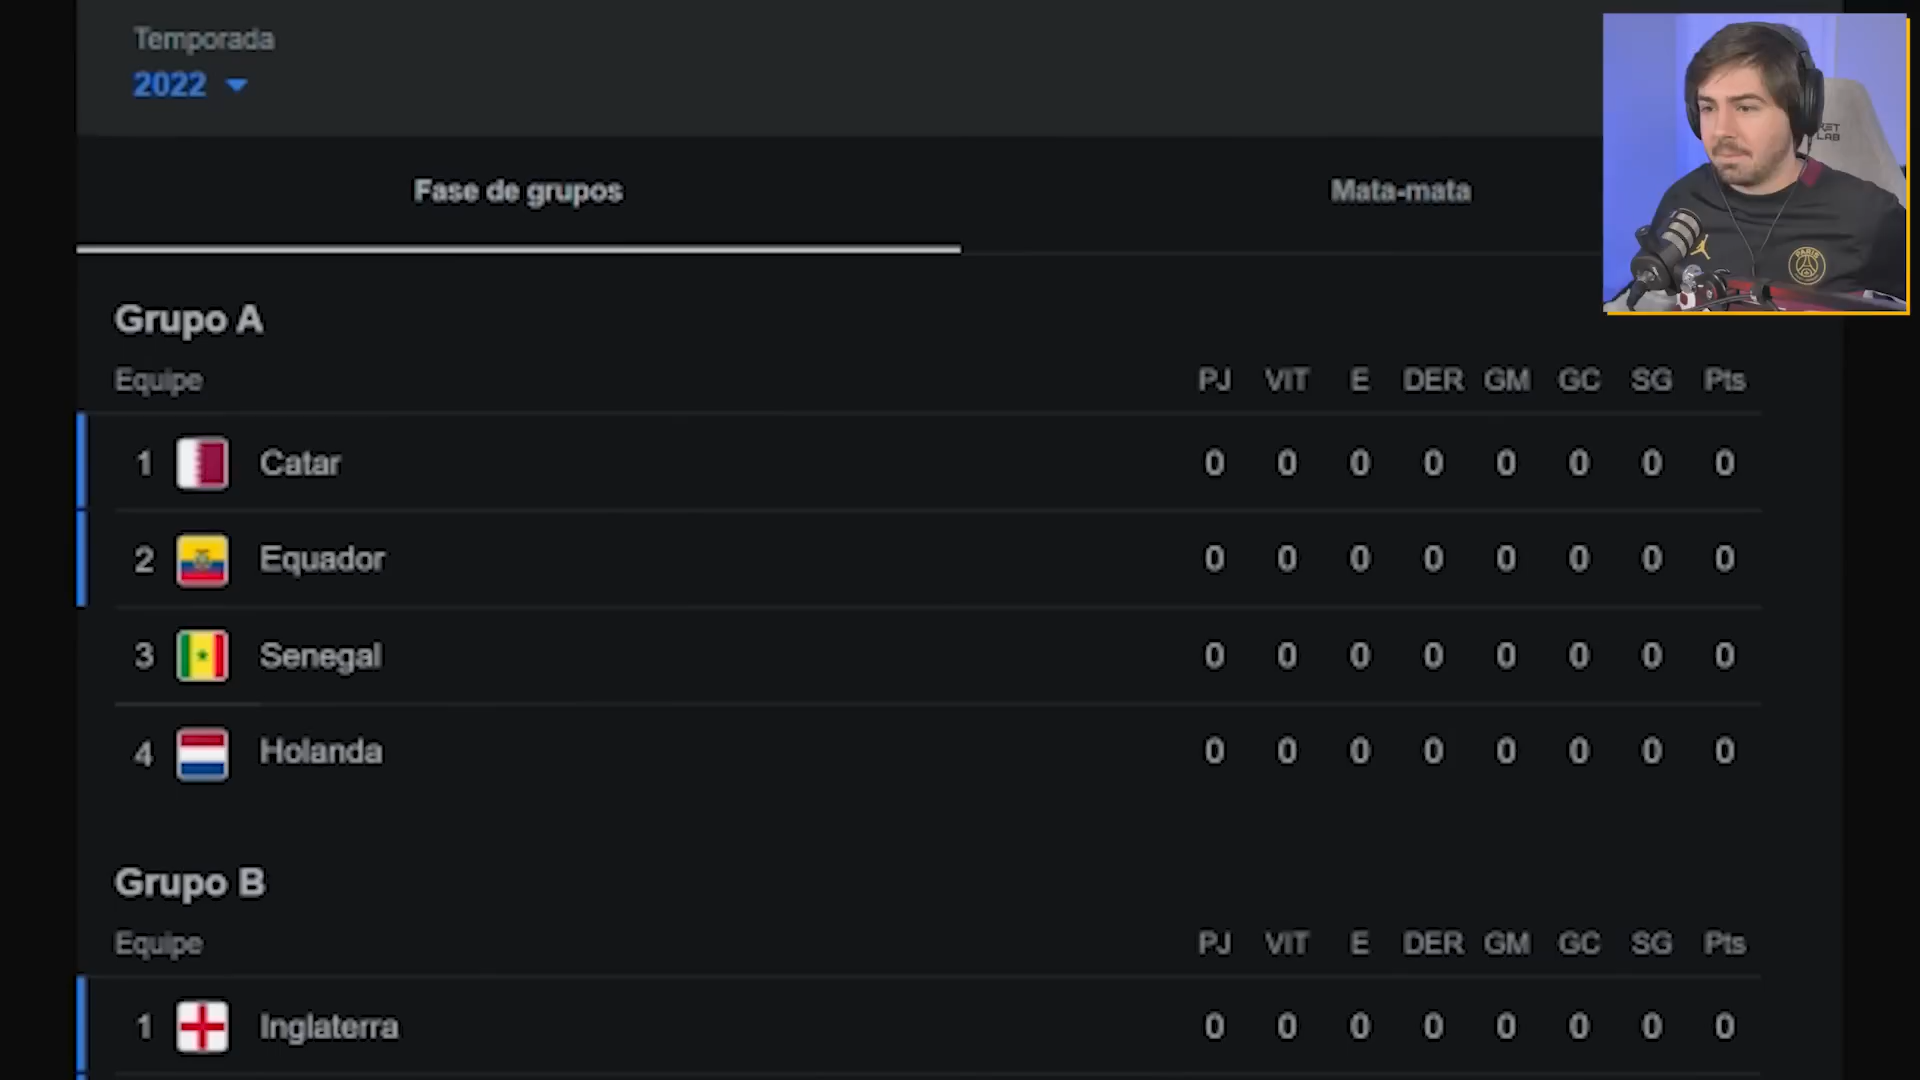 Temporada
2022
Fase de grupos Mata-mata
Grupo A
Equipe PJ VIT E DER GM GC SG Pts
1 Catar 0 0 0 0 0 0 0 0
2 Equador 0 0 0 0 0 0 0 0
3 Senegal 0 0 0 0 0 0 0 0
4 Holanda 0 0 0 0 0 0 0 0
Grupo B
Equipe PJ VIT E DER GM GC SG Pts
1 Inglaterra 0 0 0 0 0 0 0 0
LAB
PARIS